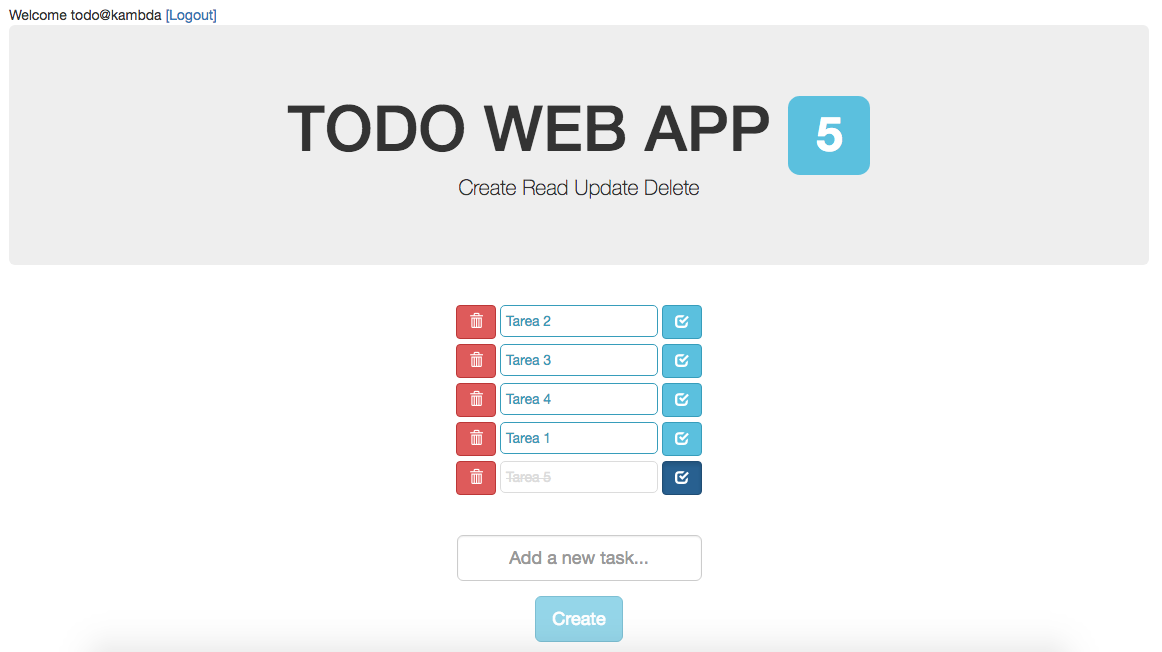 Welcome todo@kambda [Logout]
TODO WEB APP 5
Create Read Update Delete
Tarea 2
Tarea 3
Tarea 4
Tarea 1
Tarea 5
Add a new task...
Create